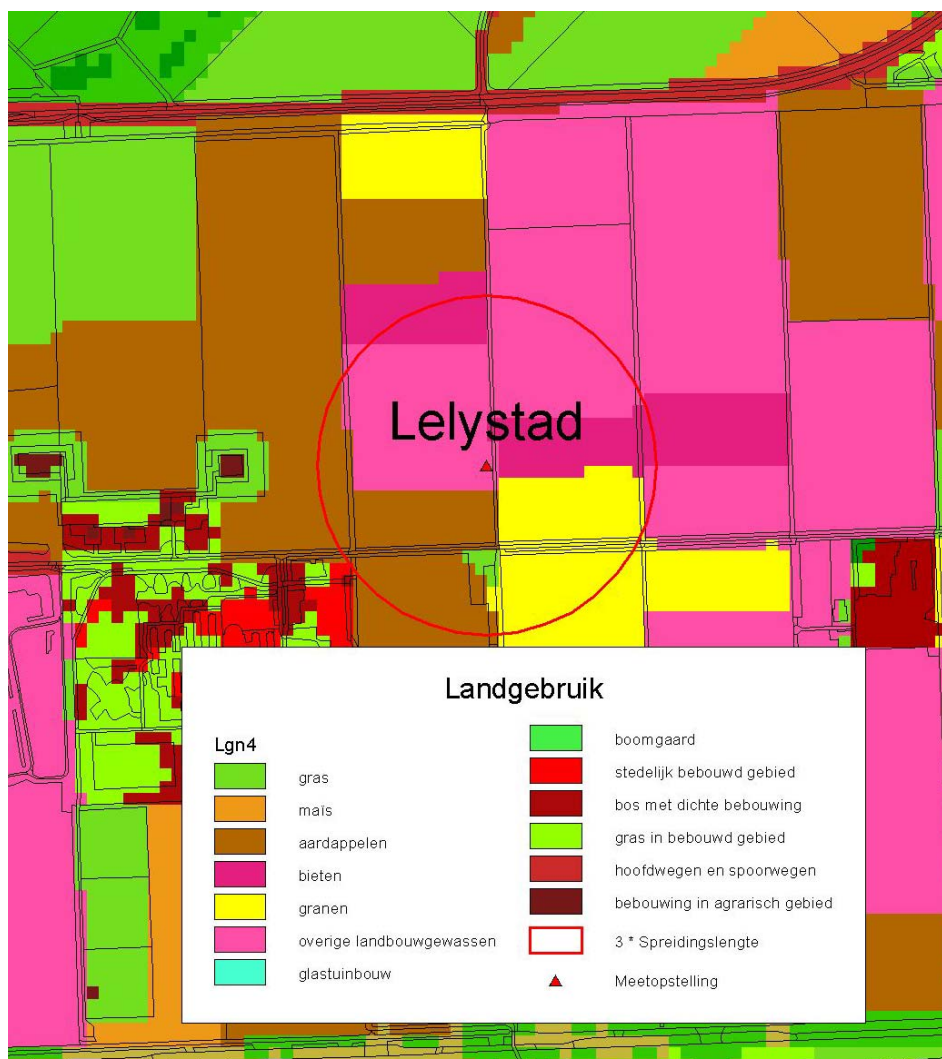 Lelystad
Landgebruik
Lgn4
gras
maïs
aardappelen
bieten
granen
overige landbouwgewassen
glastuinbouw
boomgaard
stedelijk bebouwd gebied
bos met dichte bebouwing
gras in bebouwd gebied
hoofdwegen en spoorwegen
bebouwing in agrarisch gebied
3 * Spreidingslengte
Meetopstelling